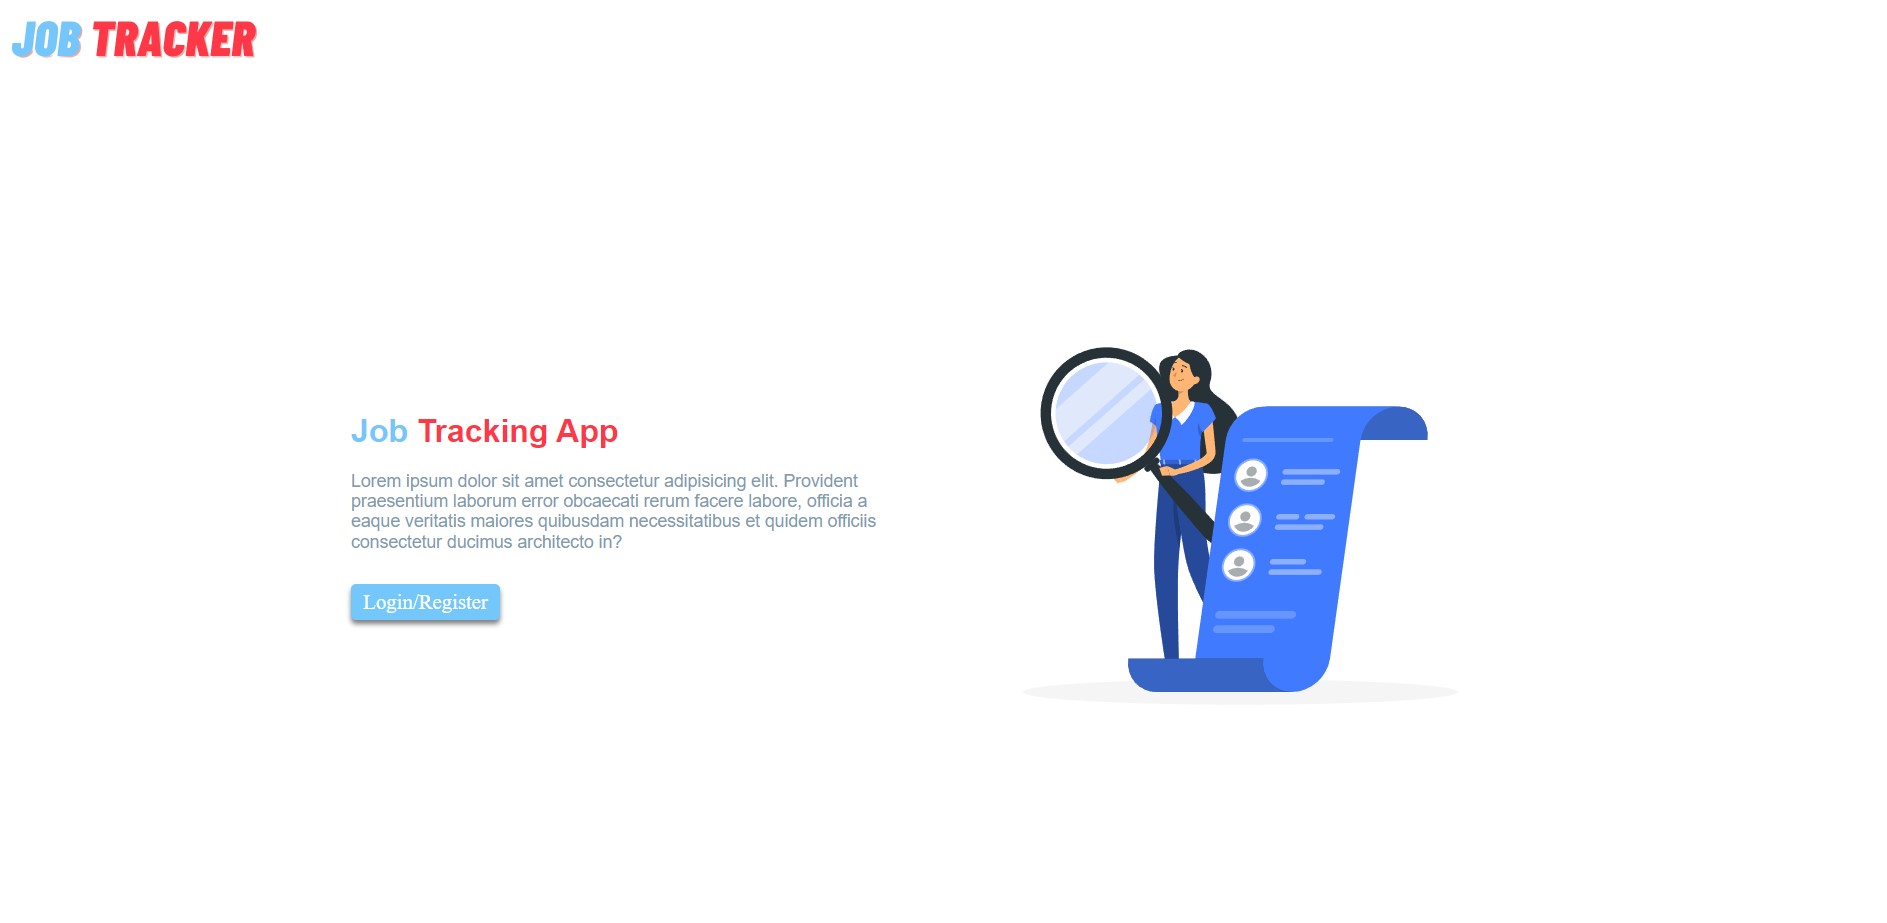 JOB TRACKER
Job Tracking App
Lorem ipsum dolor sit amet consectetur adipisicing elit. Provident
praesentium laborum error obcaecati rerum facere labore, officia a
eaque veritatis maiores quibusdam necessitatibus et quidem officiis
consectetur ducimus architecto in?
Login/Register